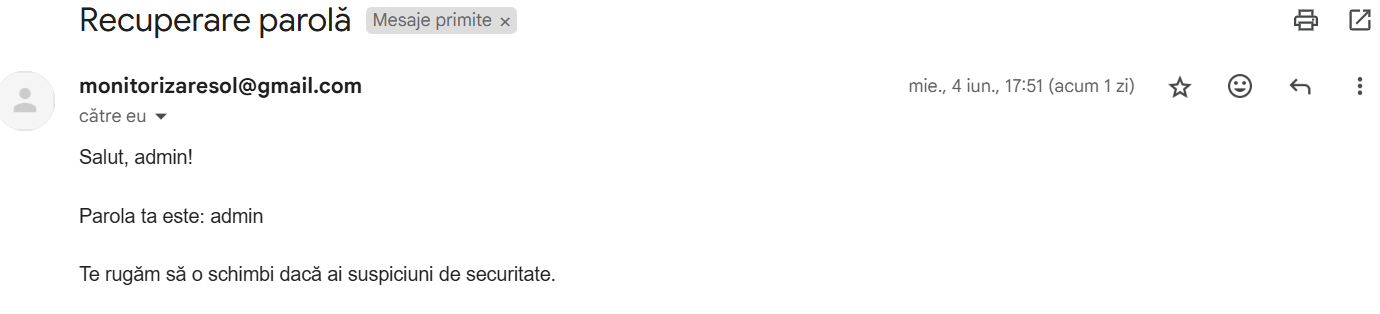 Recuperare parolă Mesaje primite ×
monitorizaresol@gmail.com mie., 4 iun., 17:51 (acum 1 zi)
către eu
Salut, admin!
Parola ta este: admin
Te rugăm să o schimbi dacă ai suspiciuni de securitate.